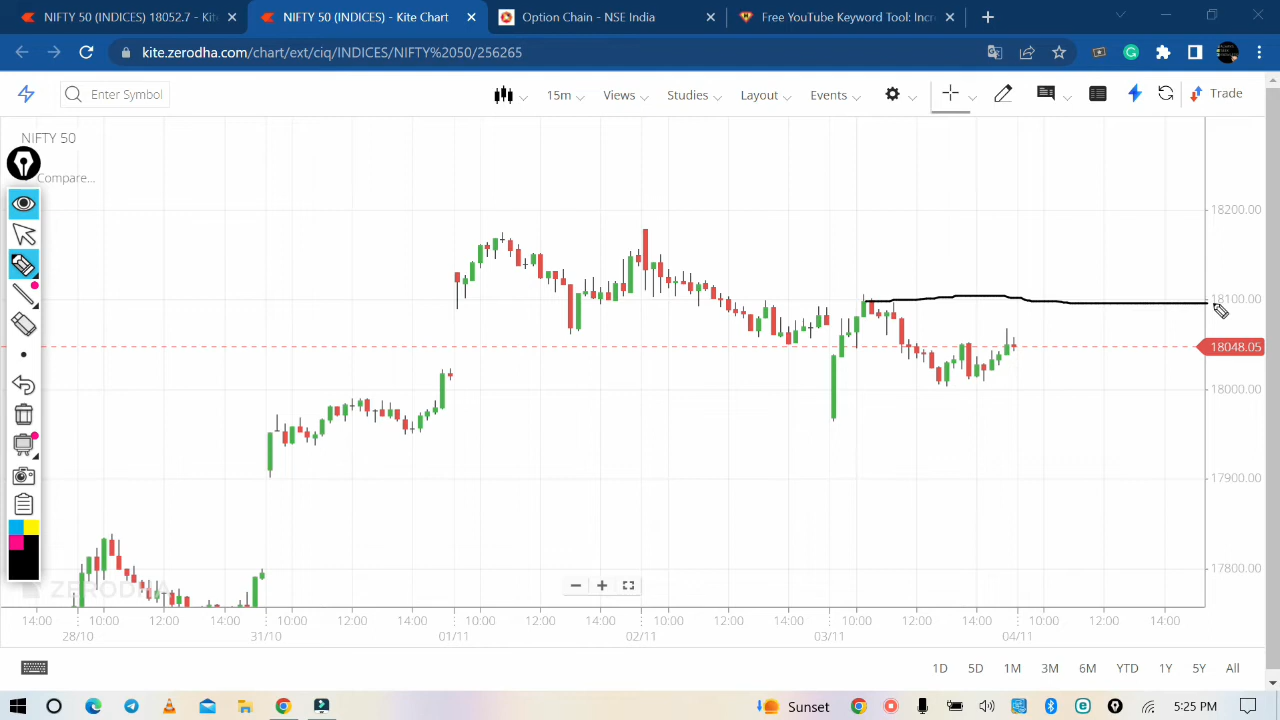 NIFTY 50 (INDICES) 18052.7 - Kite
NIFTY 50 (INDICES) - Kite Chart
Option Chain - NSE India
Free YouTube Keyword Tool: Incr
kite.zerodha.com/chart/ext/ciq/INDICES/NIFTY%2050/256265
Enter Symbol
15m
Views
Studies
Layout
Events
Trade
NIFTY 50
Compare...
18200.00
18100.00
18048.05
18000.00
17900.00
17800.00
ZERODHA
14:00 10:00 12:00 14:00 10:00 12:00 14:00 10:00 12:00 14:00 10:00 12:00 14:00 10:00 12:00 14:00 10:00 12:00 14:00
28/10 31/10 01/11 02/11 03/11 04/11
1D 5D 1M 3M 6M YTD 1Y 5Y All
Sunset
5:25 PM